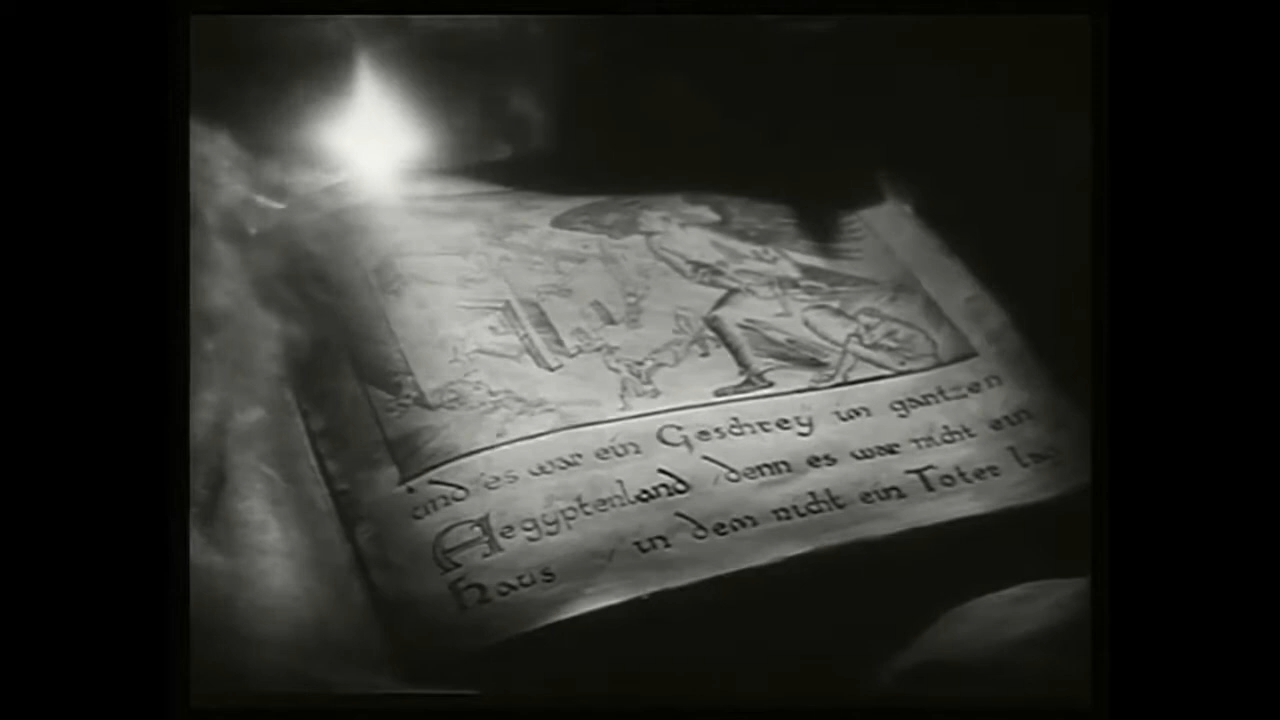 und es war ein Geschrey im gantzen
Aegyptenland / denn es war nicht ein
Haus / in dem nicht ein Toter lag